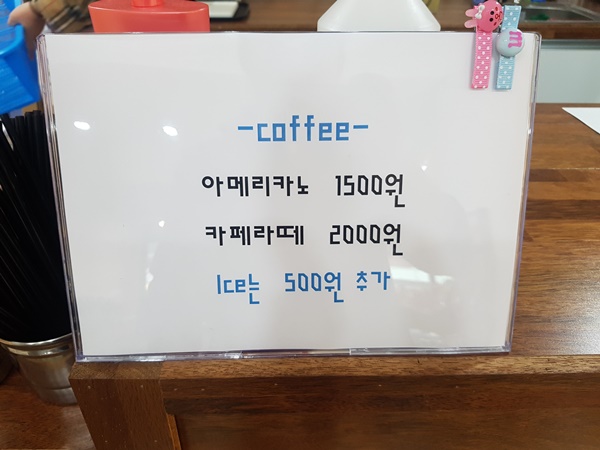 -coffee-
아메리카노 1500원
카페라떼 2000원
Ice는 500원 추가
m